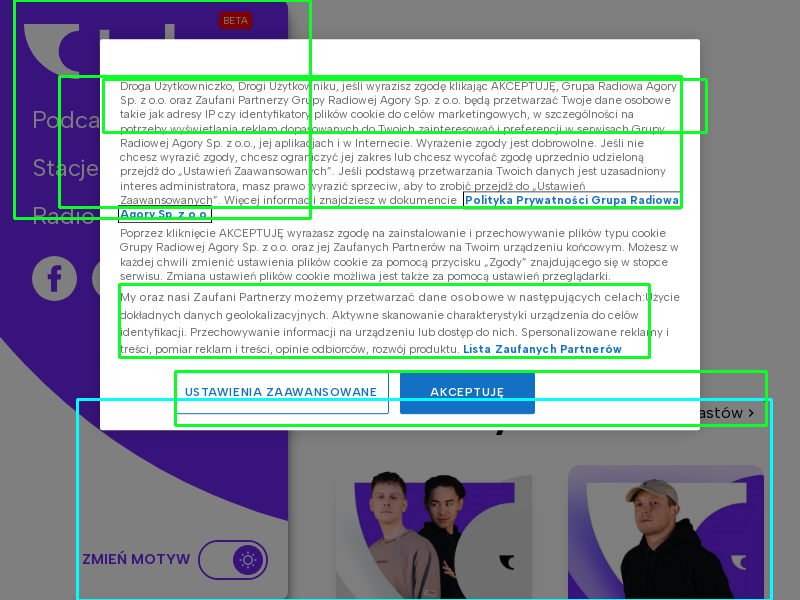 BETA
Podca
Stacje
Radio
Droga Użytkowniczko, Drogi Użytkowniku, jeśli wyrazisz zgodę klikając AKCEPTUJĘ, Grupa Radiowa Agory
Sp. z o.o. oraz Zaufani Partnerzy Grupy Radiowej Agory Sp. z o.o. będą przetwarzać Twoje dane osobowe
takie jak adresy IP czy identyfikatory plików cookie do celów marketingowych, w szczególności na
potrzeby wyświetlania reklam dopasowanych do Twoich zainteresowań i preferencji w serwisach Grupy
Radiowej Agory Sp. z o.o., jej aplikacjach i w Internecie. Wyrażenie zgody jest dobrowolne. Jeśli nie
chcesz wyrazić zgody, chcesz ograniczyć jej zakres lub chcesz wycofać zgodę uprzednio udzieloną
przejdź do „Ustawień Zaawansowanych”. Jeśli podstawą przetwarzania Twoich danych jest uzasadniony
interes administratora, masz prawo wyrazić sprzeciw, aby to zrobić przejdź do „Ustawień
Zaawansowanych”. Więcej informacji znajdziesz w dokumencie Polityka Prywatności Grupa Radiowa
Agory Sp. z o.o.
Poprzez kliknięcie AKCEPTUJĘ wyrażasz zgodę na zainstalowanie i przechowywanie plików typu cookie
Grupy Radiowej Agory Sp. z o.o. oraz jej Zaufanych Partnerów na Twoim urządzeniu końcowym. Możesz w
każdej chwili zmienić ustawienia plików cookie za pomocą przycisku „Zgody” znajdującego się w stopce
serwisu. Zmiana ustawień plików cookie możliwa jest także za pomocą ustawień przeglądarki.
My oraz nasi Zaufani Partnerzy możemy przetwarzać dane osobowe w następujących celach:Użycie
dokładnych danych geolokalizacyjnych. Aktywne skanowanie charakterystyki urządzenia do celów
identyfikacji. Przechowywanie informacji na urządzeniu lub dostęp do nich. Spersonalizowane reklamy i
treści, pomiar reklam i treści, opinie odbiorców, rozwój produktu. Lista Zaufanych Partnerów
USTAWIENIA ZAAWANSOWANE
AKCEPTUJĘ
astów
ZMIEŃ MOTYW